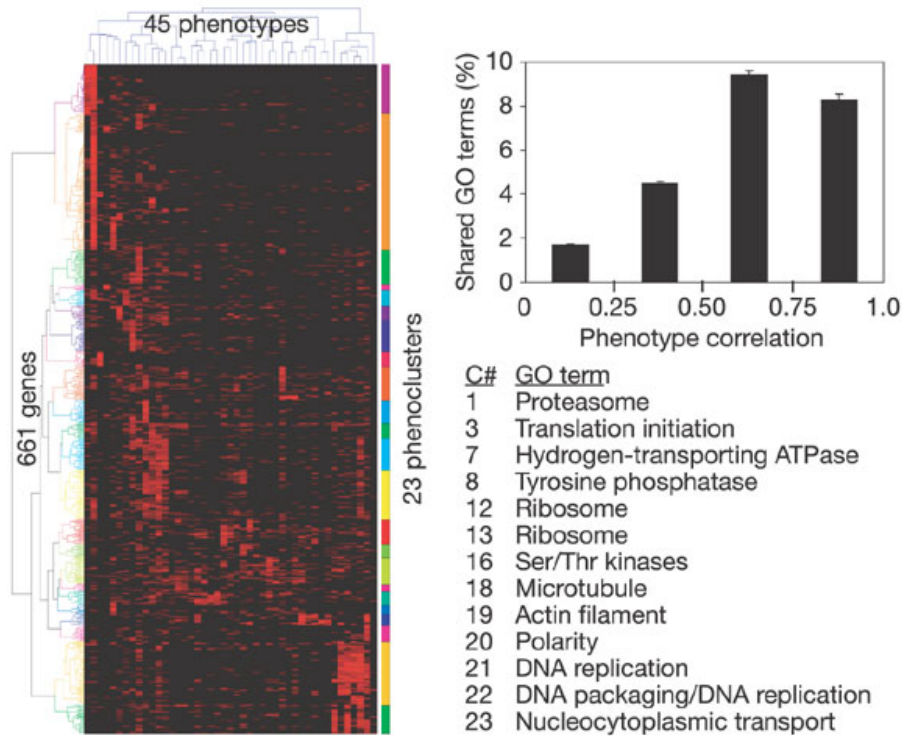 45 phenotypes
661 genes
23 phenoclusters
Shared GO terms (%)
10
8
6
4
2
0
0 0.25 0.50 0.75 1.0
Phenotype correlation
C# GO term
1 Proteasome
3 Translation initiation
7 Hydrogen-transporting ATPase
8 Tyrosine phosphatase
12 Ribosome
13 Ribosome
16 Ser/Thr kinases
18 Microtubule
19 Actin filament
20 Polarity
21 DNA replication
22 DNA packaging/DNA replication
23 Nucleocytoplasmic transport